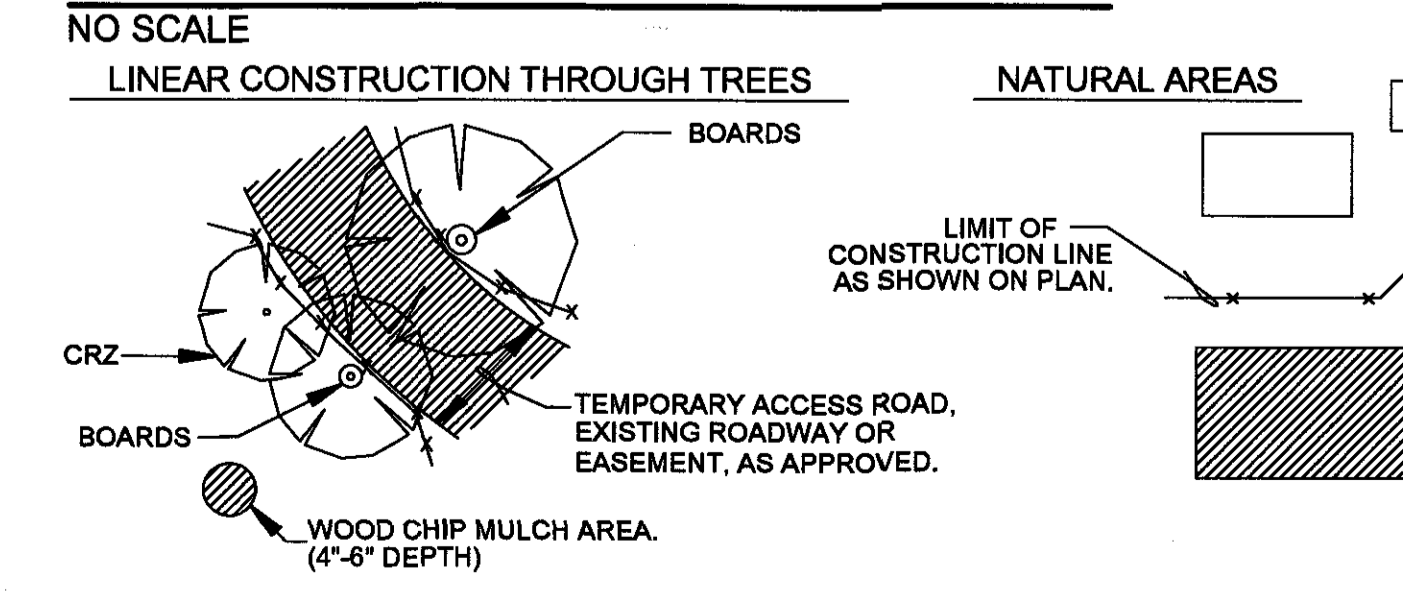 NO SCALE
LINEAR CONSTRUCTION THROUGH TREES
NATURAL AREAS
BOARDS
LIMIT OF
CONSTRUCTION LINE
AS SHOWN ON PLAN.
CRZ
TEMPORARY ACCESS ROAD,
EXISTING ROADWAY OR
EASEMENT, AS APPROVED.
BOARDS
WOOD CHIP MULCH AREA.
(4"-6" DEPTH)